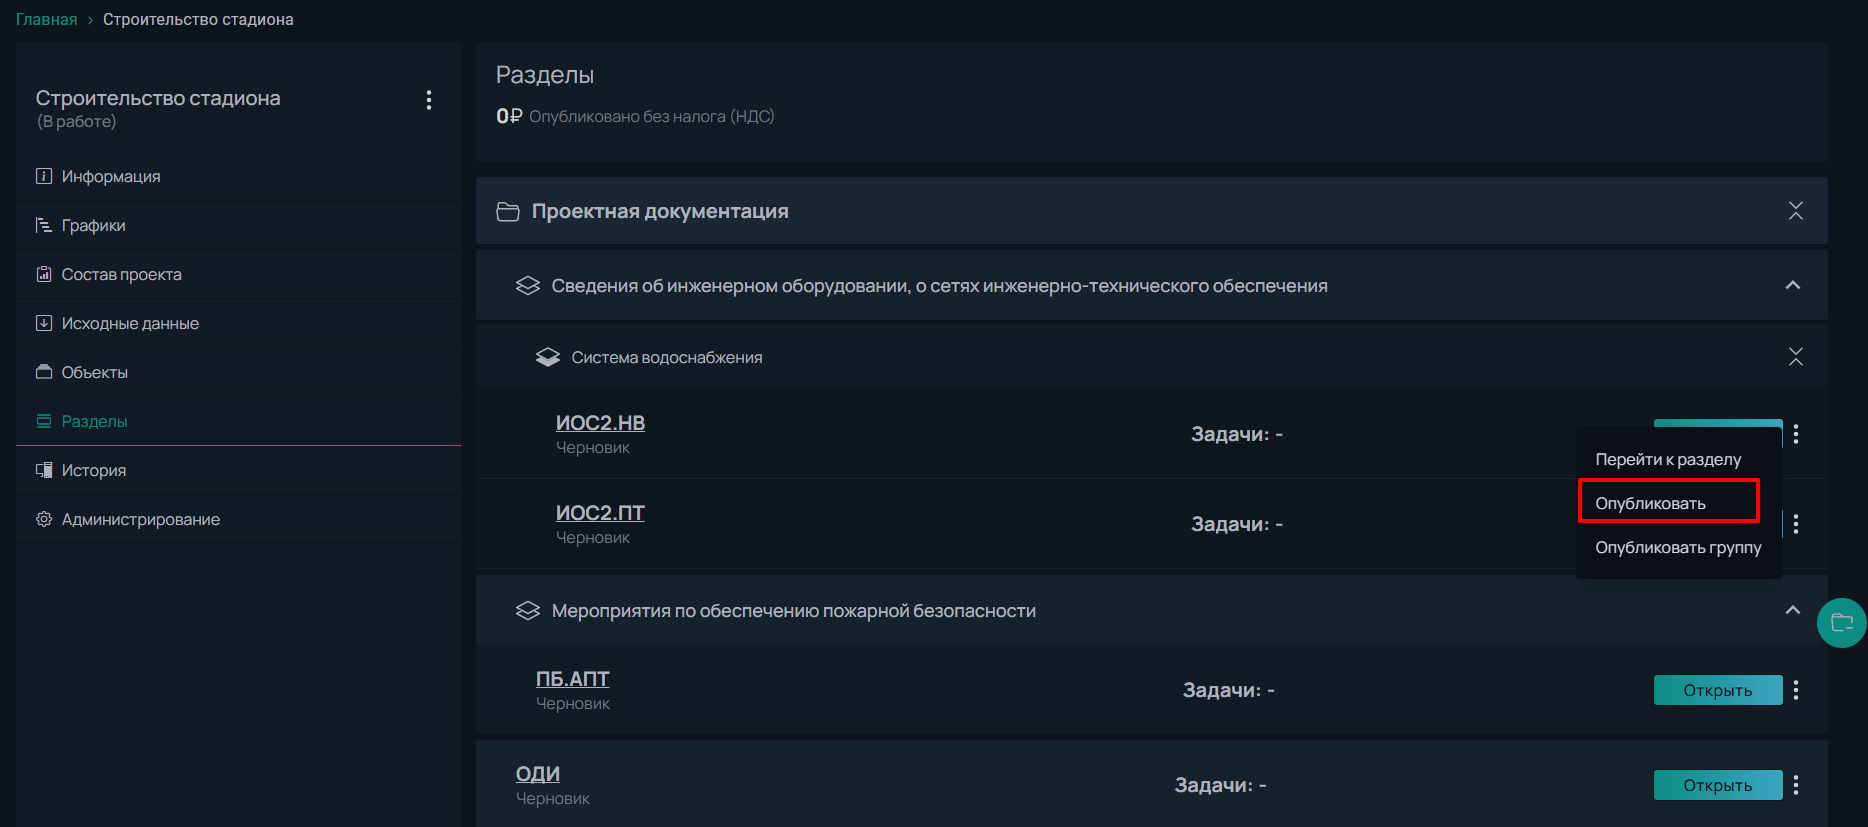 Главная › Строительство стадиона
Строительство стадиона
(В работе)
Информация
Графики
Состав проекта
Исходные данные
Объекты
Разделы
История
Администрирование
Разделы
0₽ Опубликовано без налога (НДС)
Проектная документация
Сведения об инженерном оборудовании, о сетях инженерно-технического обеспечения
Система водоснабжения
ИОС2.НВ
Черновик
Задачи: -
ИОС2.ПТ
Черновик
Задачи: -
Перейти к разделу
Опубликовать
Опубликовать группу
Мероприятия по обеспечению пожарной безопасности
ПБ.АПТ
Черновик
Задачи: -
Открыть
ОДИ
Черновик
Задачи: -
Открыть